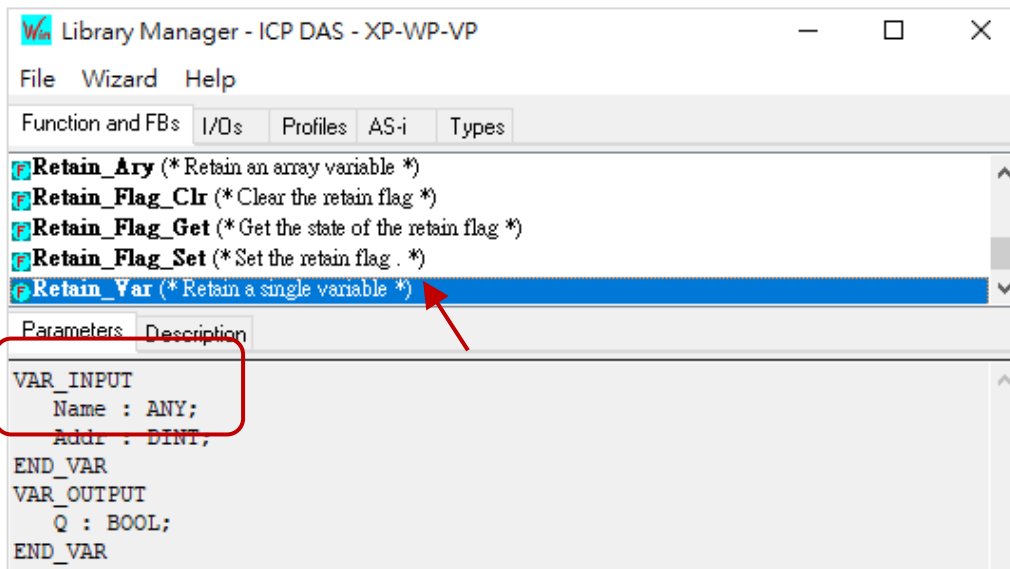 Win Library Manager - ICP DAS - XP-WP-VP
File Wizard Help
Function and FBs I/Os Profiles AS-i Types
F Retain_Ary (* Retain an array variable *)
F Retain_Flag_Clr (* Clear the retain flag *)
F Retain_Flag_Get (* Get the state of the retain flag *)
F Retain_Flag_Set (* Set the retain flag . *)
F Retain_Var (* Retain a single variable *)
Parameters Description
VAR_INPUT
Name : ANY;
Addr : DINT;
END_VAR
VAR_OUTPUT
Q : BOOL;
END_VAR